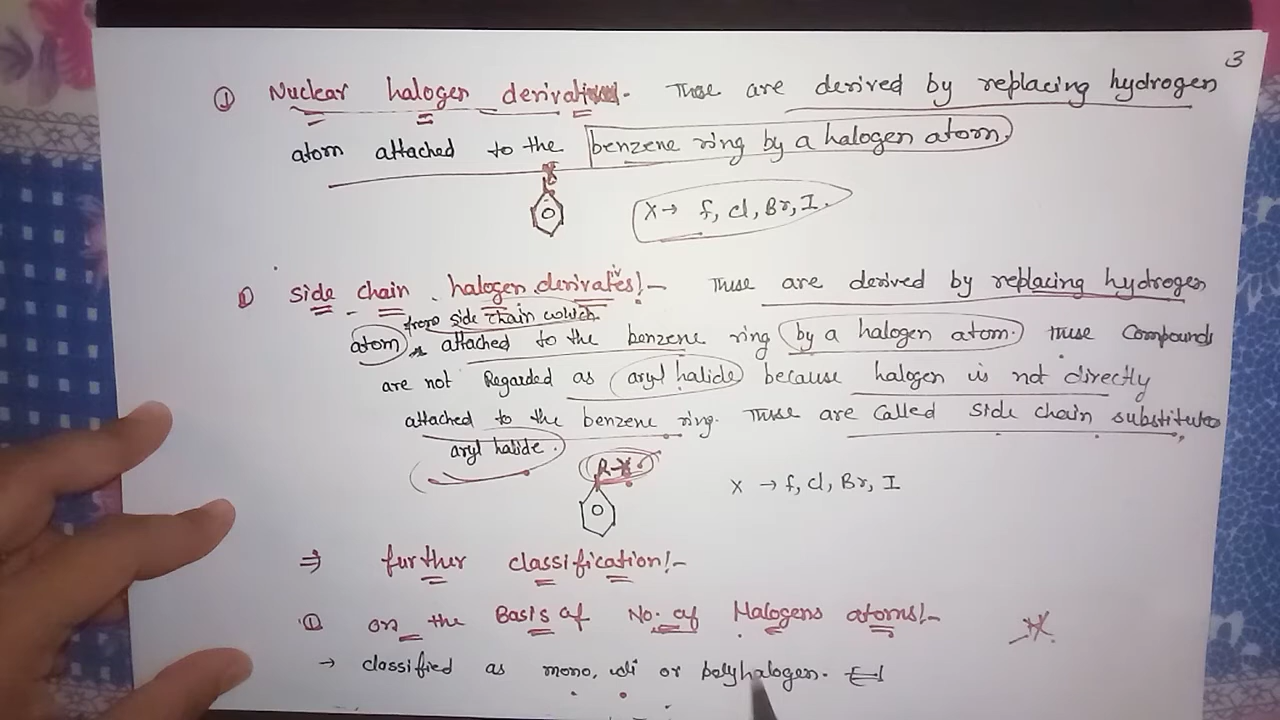 3
① Nuclear halogen derivatives- These are derived by replacing hydrogen
atom attached to the benzene ring by a halogen atom.
X
X → f, Cl, Br, I.
① Side chain halogen derivatives!- These are derived by replacing hydrogen
from side chain which
atom is attached to the benzene ring by a halogen atom. These Compounds
are not Regarded as aryl halide because halogen is not directly
attached to the benzene ring. These are called side chain substitutes
aryl halide.
R-X
X → f, Cl, Br, I
⇒ further classification!-
① on the Basis of No. of Halogens atoms!-
→ classified as mono, di or polyhalogen.